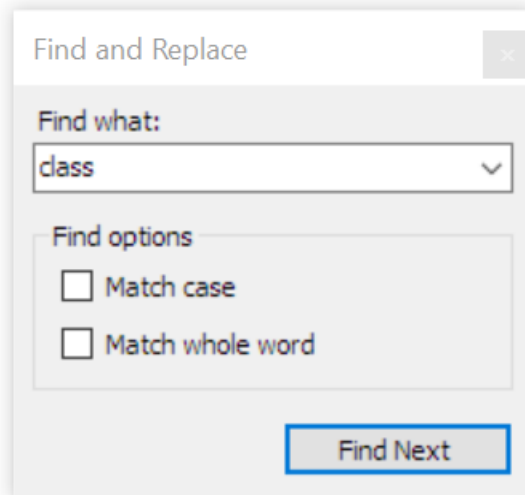 Find and Replace
Find what:
class
Find options
Match case
Match whole word
Find Next